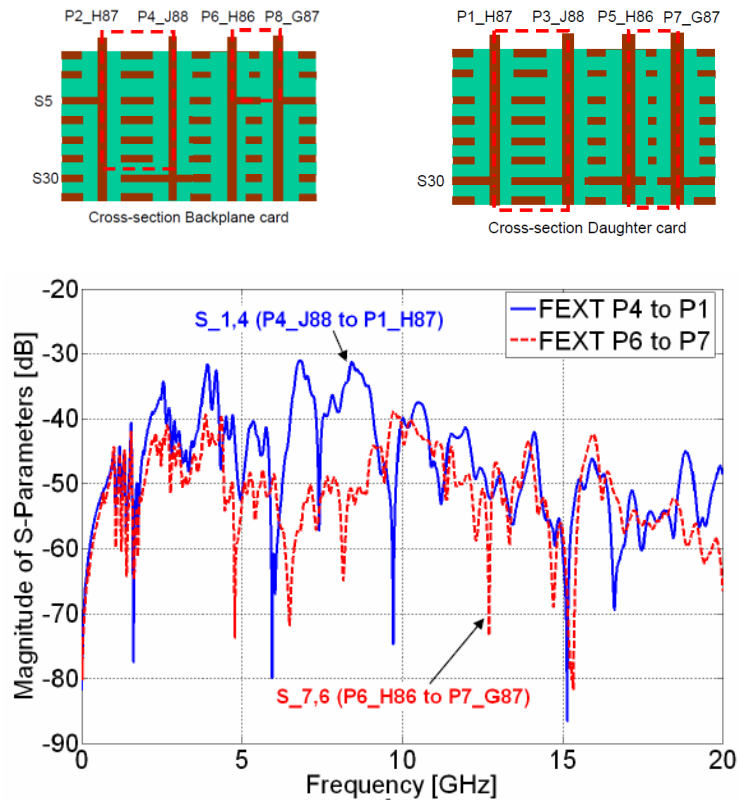 P2_H87 P4_J88 P6_H86 P8_G87
S5
S30
Cross-section Backplane card
P1_H87 P3_J88 P5_H86 P7_G87
S30
Cross-section Daughter card
Magnitude of S-Parameters [dB]
-20
-30
-40
-50
-60
-70
-80
-90
S_1,4 (P4_J88 to P1_H87)
FEXT P4 to P1
FEXT P6 to P7
S_7,6 (P6_H86 to P7_G87)
0 5 10 15 20
Frequency [GHz]